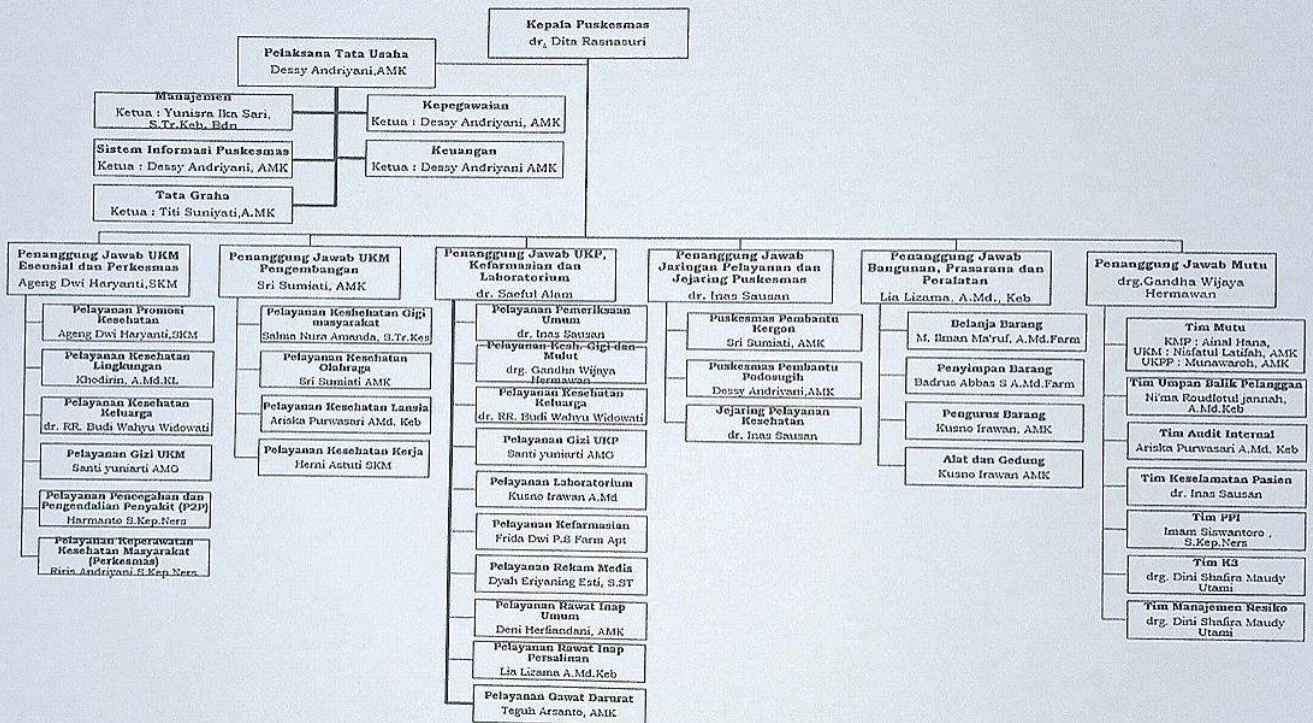 Kepala Puskesmas
dr. Dita Rasnasuri
Pelaksana Tata Usaha
Dessy Andriyani,AMK
Manajemen
Ketua : Yunisra Ika Sari,
S.Tr.Keb, Bdn
Kepegawaian
Ketua : Dessy Andriyani, AMK
Sistem Informasi Puskesmas
Ketua : Dessy Andriyani, AMK
Keuangan
Ketua : Dessy Andriyani AMK
Tata Graha
Ketua : Titi Suniyati,A.MK
Penanggung Jawab UKM
Esensial dan Perkesmas
Ageng Dwi Haryanti,SKM
Pelayanan Promosi
Kesehatan
Ageng Dwi Haryanti,SKM
Pelayanan Kesehatan
Lingkungan
Khodirin, A.Md.KL
Pelayanan Kesehatan
Keluarga
dr. RR. Budi Wahyu Widowati
Pelayanan Gizi UKM
Santi yuniarti AMG
Pelayanan Pencegahan dan
Pengendalian Penyakit (P2P)
Harmanto S.Kep.Ners
Pelayanan Keperawatan
Kesehatan Masyarakat
(Perkesmas)
Riris Andriyani.S.Kep.Ners
Penanggung Jawab UKM
Pengembangan
Sri Sumiati, AMK
Pelayanan Keshehatan Gigi
masyarakat
Salma Nura Amanda, S.Tr.Kes
Pelayanan Kesehatan
Olahraga
Sri Sumiati AMK
Pelayanan Kesehatan Lansia
Ariska Purwasari AMd. Keb
Pelayanan Kesehatan Kerja
Herni Astuti SKM
Penanggung Jawab UKP,
Kefarmasian dan
Laboratorium
dr. Saeful Alam
Pelayanan Pemeriksaan
Umum
dr. Inas Sausan
Pelayanan Kesh. Gigi dan
Mulut
drg. Gandha Wijaya
Hermawan
Pelayanan Kesehatan
Keluarga
dr. RR. Budi Wahyu Widowati
Pelayanan Gizi UKP
Santi yuniarti AMG
Pelayanan Laboratorium
Kusno Irawan A.Md
Pelayanan Kefarmasian
Frida Dwi P.S Farm Apt
Pelayanan Rekam Medis
Dyah Eriyaning Esti, S.ST
Pelayanan Rawat Inap
Umum
Deni Herfiandani, AMK
Pelayanan Rawat Inap
Persalinan
Lia Lizama A.Md.Keb
Pelayanan Gawat Darurat
Teguh Arsanto, AMK
Penanggung Jawab
Jaringan Pelayanan dan
Jejaring Puskesmas
dr. Inas Sausan
Puskesmas Pembantu
Kergon
Sri Sumiati, AMK
Puskesmas Pembantu
Podosugih
Dessy Andriyani,AMK
Jejaring Pelayanan
Kesehatan
dr. Inas Sausan
Penanggung Jawab
Bangunan, Prasarana dan
Peralatan
Lia Lizama, A.Md., Keb
Belanja Barang
M. Ilman Ma'ruf, A.Md.Farm
Penyimpan Barang
Badrus Abbas S A.Md.Farm
Pengurus Barang
Kusno Irawan, AMK
Alat dan Gedung
Kusno Irawan AMK
Penanggung Jawab Mutu
drg.Gandha Wijaya
Hermawan
Tim Mutu
KMP : Ainal Hana,
UKM : Nisfatul Latifah, AMK
UKPP : Munawaroh, AMK
Tim Umpan Balik Pelanggan
Ni'ma Roudlotul jannah,
A.Md.Keb
Tim Audit Internal
Ariska Purwasari A.Md. Keb
Tim Keselamatan Pasien
dr. Inas Sausan
Tim PPI
Imam Siswantoro ,
S.Kep.Ners
Tim K3
drg. Dini Shafira Maudy
Utami
Tim Manajemen Resiko
drg. Dini Shafira Maudy
Utami